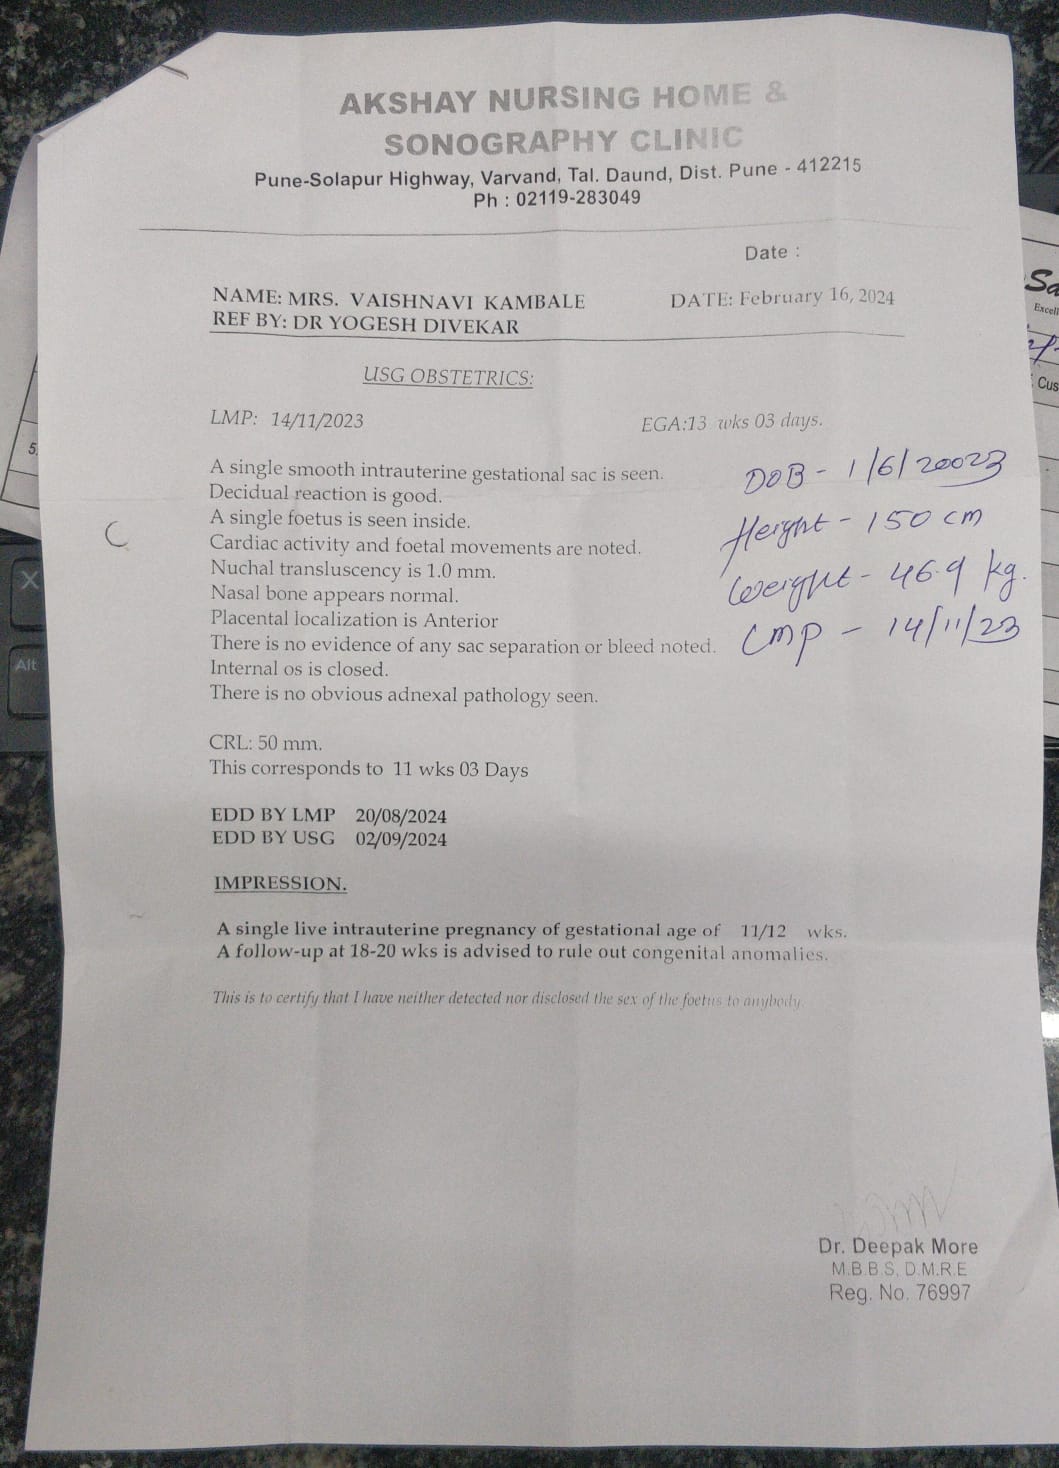 AKSHAY NURSING HOME &
SONOGRAPHY CLINIC
Pune-Solapur Highway, Varvand, Tal. Daund, Dist. Pune - 412215
Ph : 02119-283049
Date :
NAME: MRS. VAISHNAVI KAMBALE DATE: February 16, 2024
REF BY: DR YOGESH DIVEKAR
USG OBSTETRICS:
LMP: 14/11/2023 EGA:13 wks 03 days.
A single smooth intrauterine gestational sac is seen.
Decidual reaction is good.
A single foetus is seen inside.
Cardiac activity and foetal movements are noted.
Nuchal transluscency is 1.0 mm.
Nasal bone appears normal.
Placental localization is Anterior
There is no evidence of any sac separation or bleed noted.
Internal os is closed.
There is no obvious adnexal pathology seen.
DOB - 1/6/20023
Height - 150 cm
Weight - 46.9 kg.
LMP - 14/11/23
CRL: 50 mm.
This corresponds to 11 wks 03 Days
EDD BY LMP 20/08/2024
EDD BY USG 02/09/2024
IMPRESSION.
A single live intrauterine pregnancy of gestational age of 11/12 wks.
A follow-up at 18-20 wks is advised to rule out congenital anomalies.
This is to certify that I have neither detected nor disclosed the sex of the foetus to anybody.
Dr. Deepak More
M.B.B.S, D.M.R.E
Reg. No. 76997
X
Alt
5.
Excell
Cus